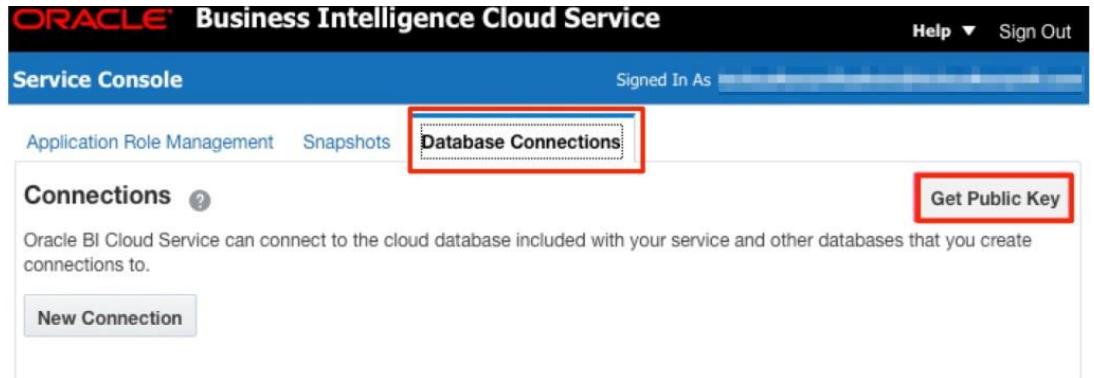 ORACLE Business Intelligence Cloud Service
Help ▼ Sign Out
Service Console
Signed In As
Application Role Management Snapshots Database Connections
Connections ?
Get Public Key
Oracle BI Cloud Service can connect to the cloud database included with your service and other databases that you create
connections to.
New Connection